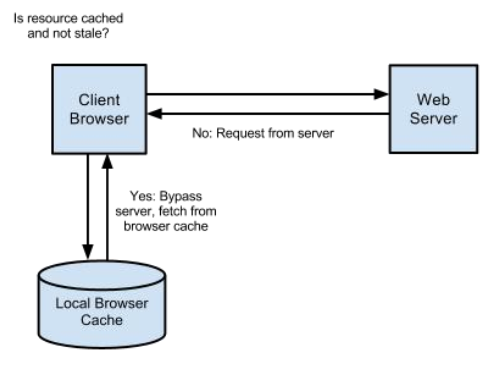 Is resource cached
and not stale?
Client
Browser
Web
Server
No: Request from server
Yes: Bypass
server, fetch from
browser cache
Local Browser
Cache